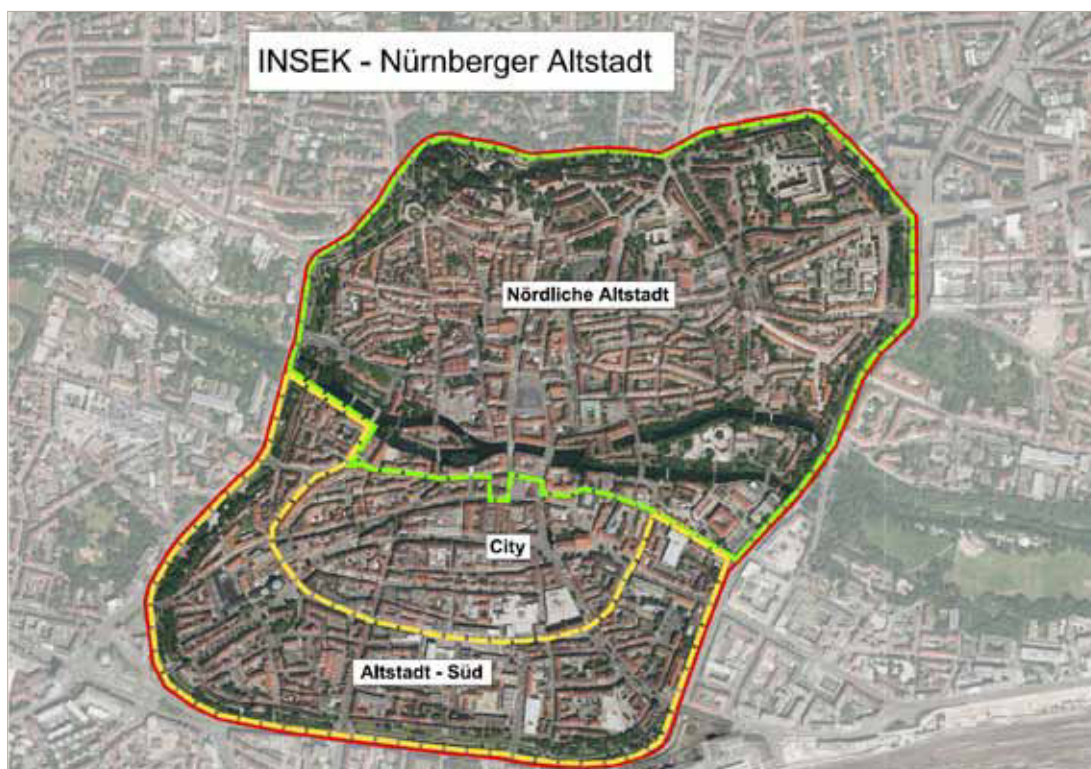 INSEK - Nürnberger Altstadt
Nördliche Altstadt
City
Altstadt - Süd